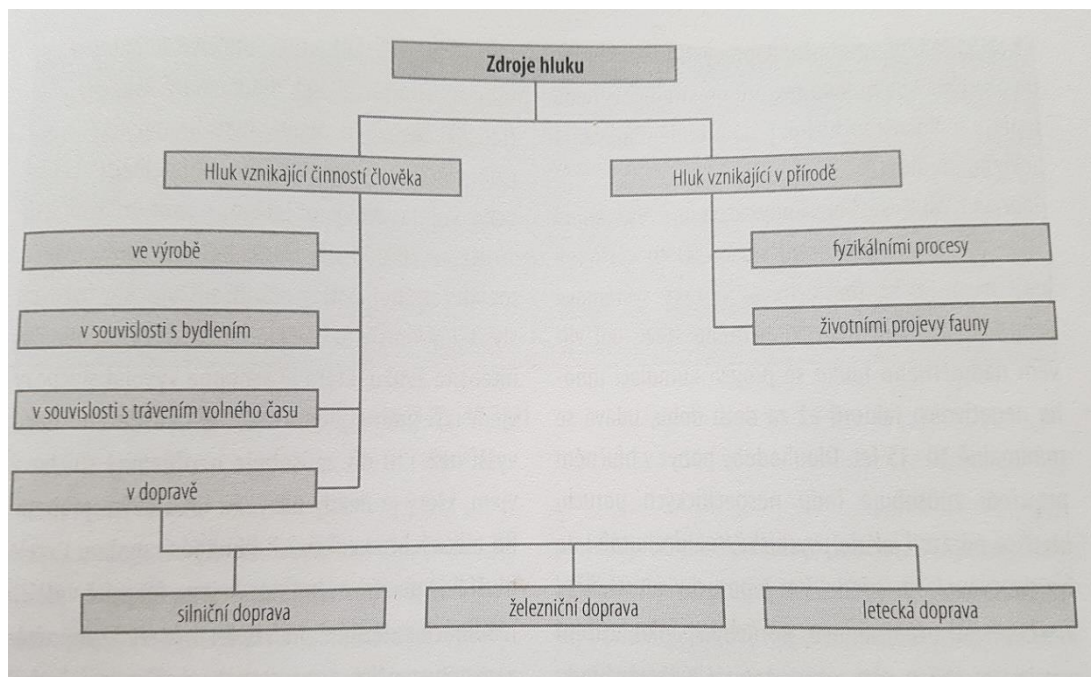 Zdroje hluku
Hluk vznikající činností člověka
Hluk vznikající v přírodě
ve výrobě
fyzikálními procesy
v souvislosti s bydlením
životními projevy fauny
v souvislosti s trávením volného času
v dopravě
silniční doprava
železniční doprava
letecká doprava